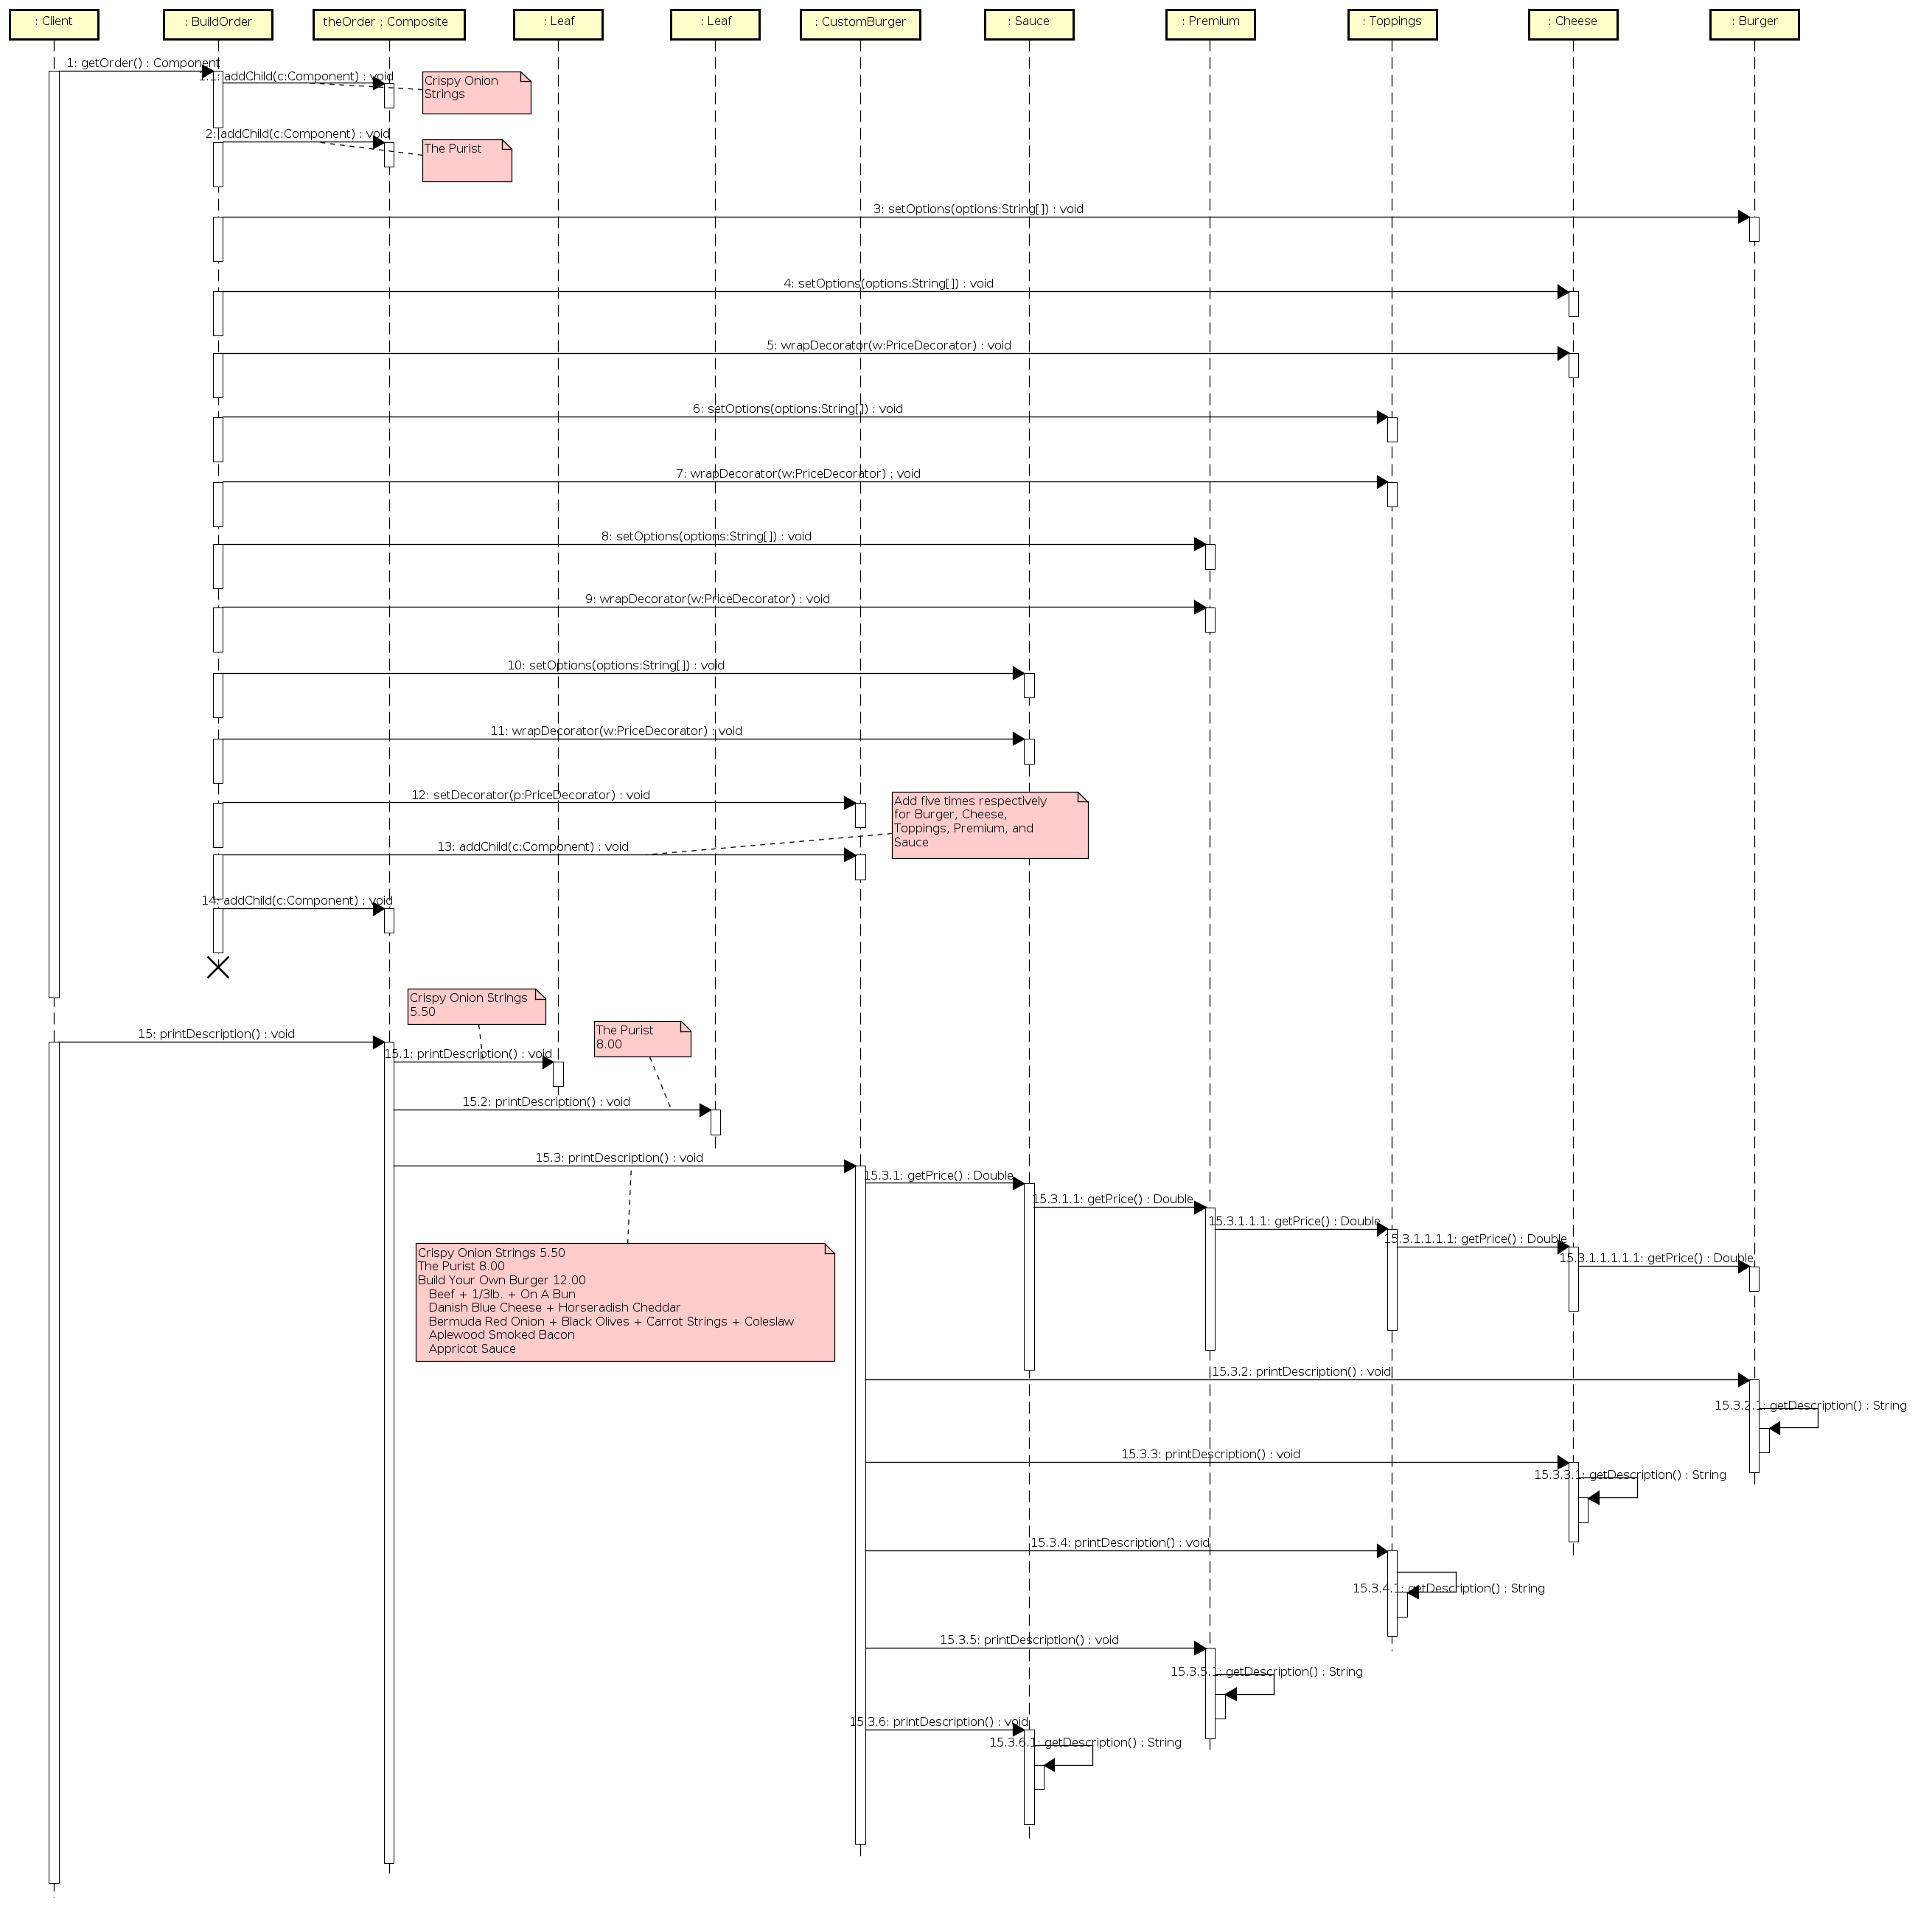 : Client
: BuildOrder
theOrder : Composite
: Leaf
: Leaf
: CustomBurger
: Sauce
: Premium
: Toppings
: Cheese
: Burger
1: getOrder() : Component
1.1: addChild(c:Component) : void
Crispy Onion
Strings
2: addChild(c:Component) : void
The Purist
3: setOptions(options:String[]) : void
4: setOptions(options:String[]) : void
5: wrapDecorator(w:PriceDecorator) : void
6: setOptions(options:String[]) : void
7: wrapDecorator(w:PriceDecorator) : void
8: setOptions(options:String[]) : void
9: wrapDecorator(w:PriceDecorator) : void
10: setOptions(options:String[]) : void
11: wrapDecorator(w:PriceDecorator) : void
12: setDecorator(p:PriceDecorator) : void
Add five times respectively
for Burger, Cheese,
Toppings, Premium, and
Sauce
13: addChild(c:Component) : void
14: addChild(c:Component) : void
Crispy Onion Strings
5.50
The Purist
8.00
15: printDescription() : void
15.1: printDescription() : void
15.2: printDescription() : void
15.3: printDescription() : void
15.3.1: getPrice() : Double
15.3.1.1: getPrice() : Double
15.3.1.1.1: getPrice() : Double
15.3.1.1.1.1: getPrice() : Double
15.3.1.1.1.1.1: getPrice() : Double
Crispy Onion Strings 5.50
The Purist 8.00
Build Your Own Burger 12.00
Beef + 1/3lb. + On A Bun
Danish Blue Cheese + Horseradish Cheddar
Bermuda Red Onion + Black Olives + Carrot Strings + Coleslaw
Aplewood Smoked Bacon
Appricot Sauce
15.3.2: printDescription() : void
15.3.2.1: getDescription() : String
15.3.3: printDescription() : void
15.3.3.1: getDescription() : String
15.3.4: printDescription() : void
15.3.4.1: getDescription() : String
15.3.5: printDescription() : void
15.3.5.1: getDescription() : String
15.3.6: printDescription() : void
15.3.6.1: getDescription() : String